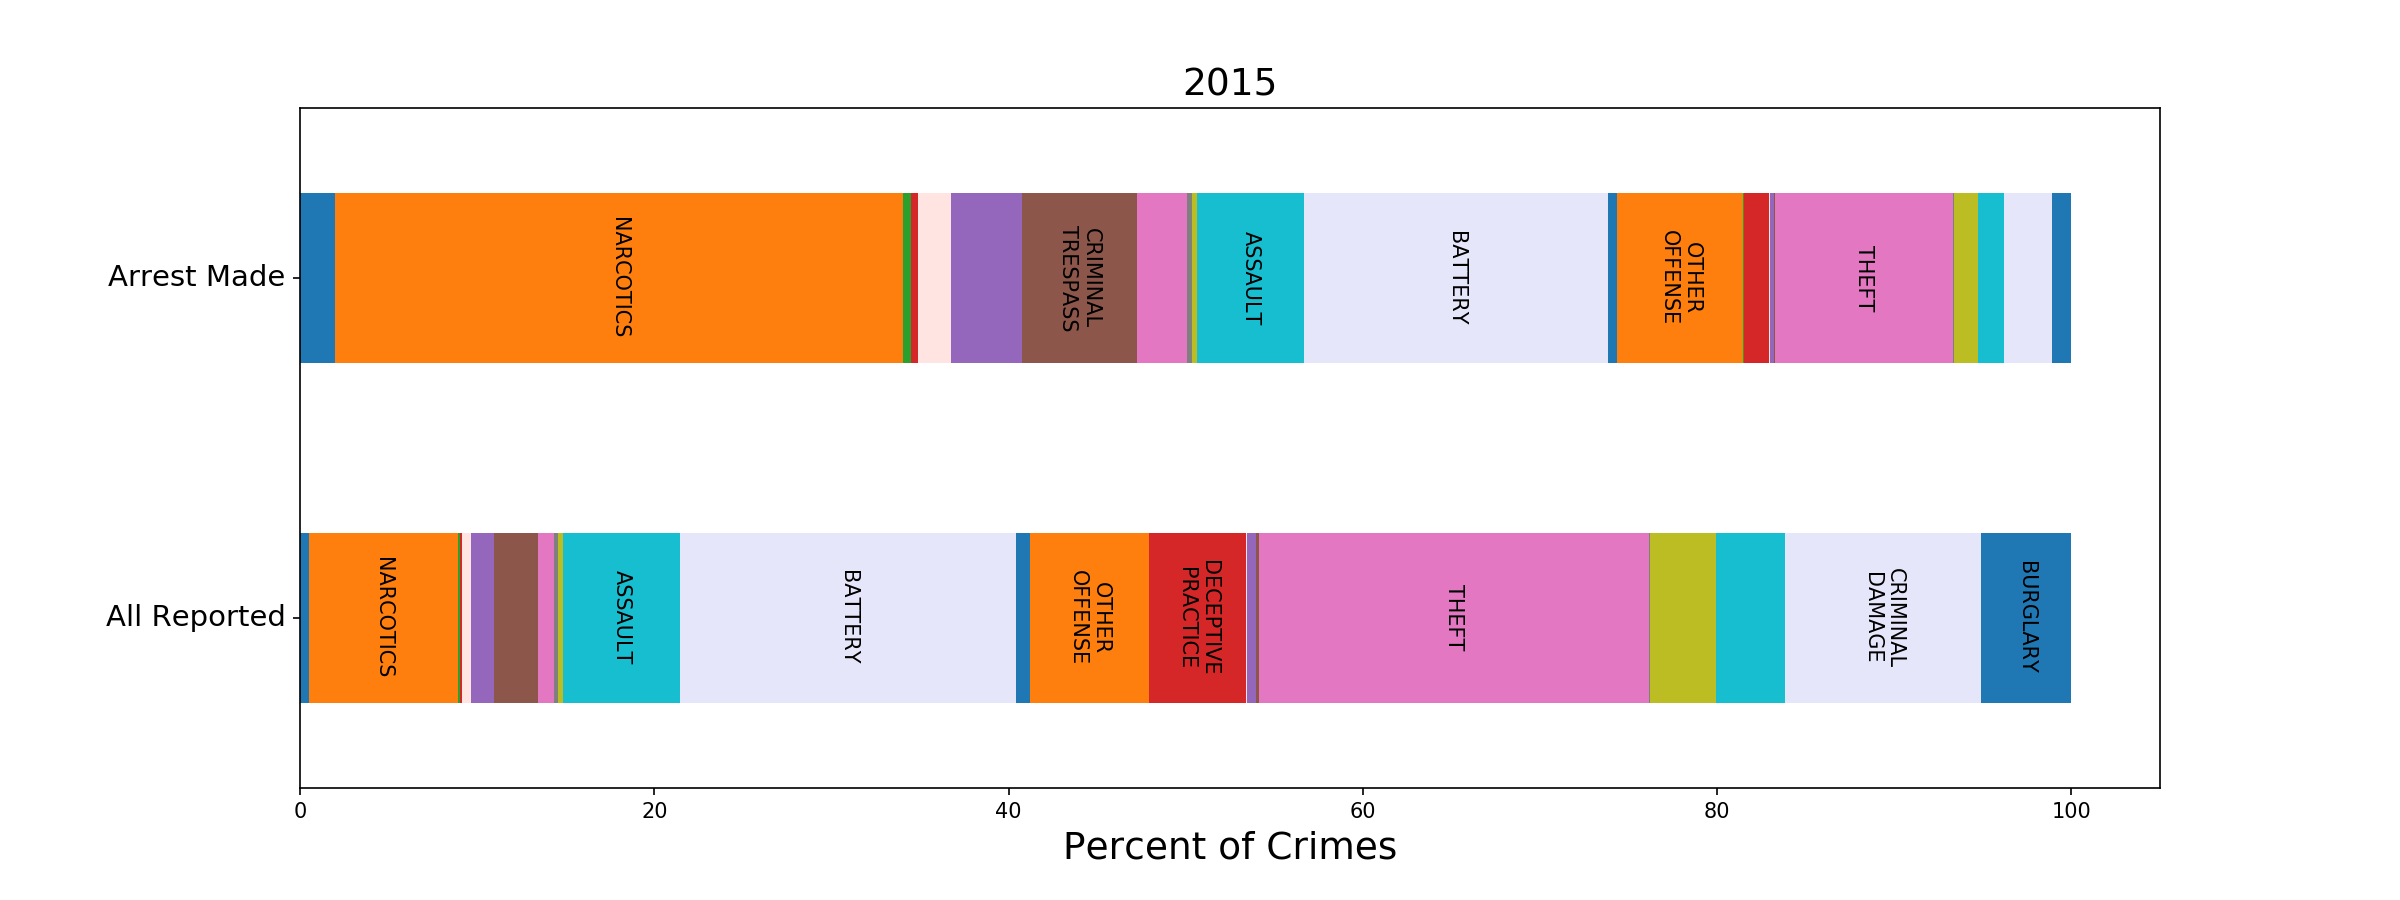 2015
Arrest Made
NARCOTICS
CRIMINAL
TRESPASS
ASSAULT
BATTERY
OTHER
OFFENSE
THEFT
All Reported
NARCOTICS
ASSAULT
BATTERY
OTHER
OFFENSE
DECEPTIVE
PRACTICE
THEFT
CRIMINAL
DAMAGE
BURGLARY
0 20 40 60 80 100
Percent of Crimes